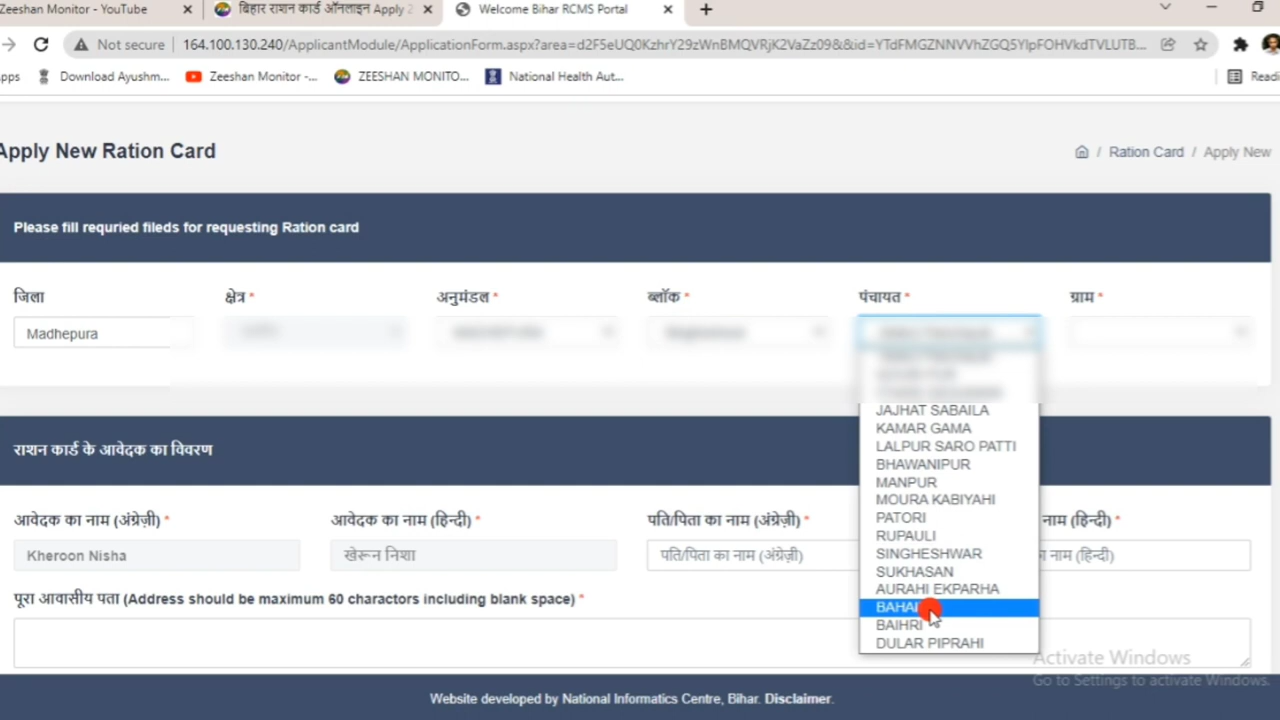 Zeeshan Monitor - YouTube
बिहार राशन कार्ड ऑनलाइन Apply 2
Welcome Bihar RCMS Portal
Not secure
164.100.130.240/ApplicantModule/ApplicationForm.aspx?area=d2F5eUQ0KzhrY29zWnBMQVRjK2VaZz09&&id=YTdFMGZNNVVhZGQ5YlpFOHVkdTVLUTB...
pps
Download Ayushm...
Zeeshan Monitor -...
ZEESHAN MONITO...
National Health Aut...
Readi
Apply New Ration Card
/ Ration Card / Apply New
Please fill requried fileds for requesting Ration card
जिला
क्षेत्र *
अनुमंडल *
ब्लॉक *
पंचायत *
ग्राम *
Madhepura
JAJHAT SABAILA
KAMAR GAMA
LALPUR SARO PATTI
BHAWANIPUR
MANPUR
MOURA KABIYAHI
PATORI
RUPAULI
SINGHESHWAR
SUKHASAN
AURAHI EKPARHA
BAIHRI
DULAR PIPRAHI
राशन कार्ड के आवेदक का विवरण
आवेदक का नाम (अंग्रेज़ी) *
आवेदक का नाम (हिन्दी) *
पति/पिता का नाम (अंग्रेज़ी) *
नाम (हिन्दी) *
Kheroon Nisha
खेरून निशा
पति/पिता का नाम (अंग्रेज़ी)
नाम (हिन्दी)
पूरा आवासीय पता (Address should be maximum 60 charactors including blank space) *
Activate Windows
Go to Settings to activate Windows.
Website developed by National Informatics Centre, Bihar. Disclaimer.